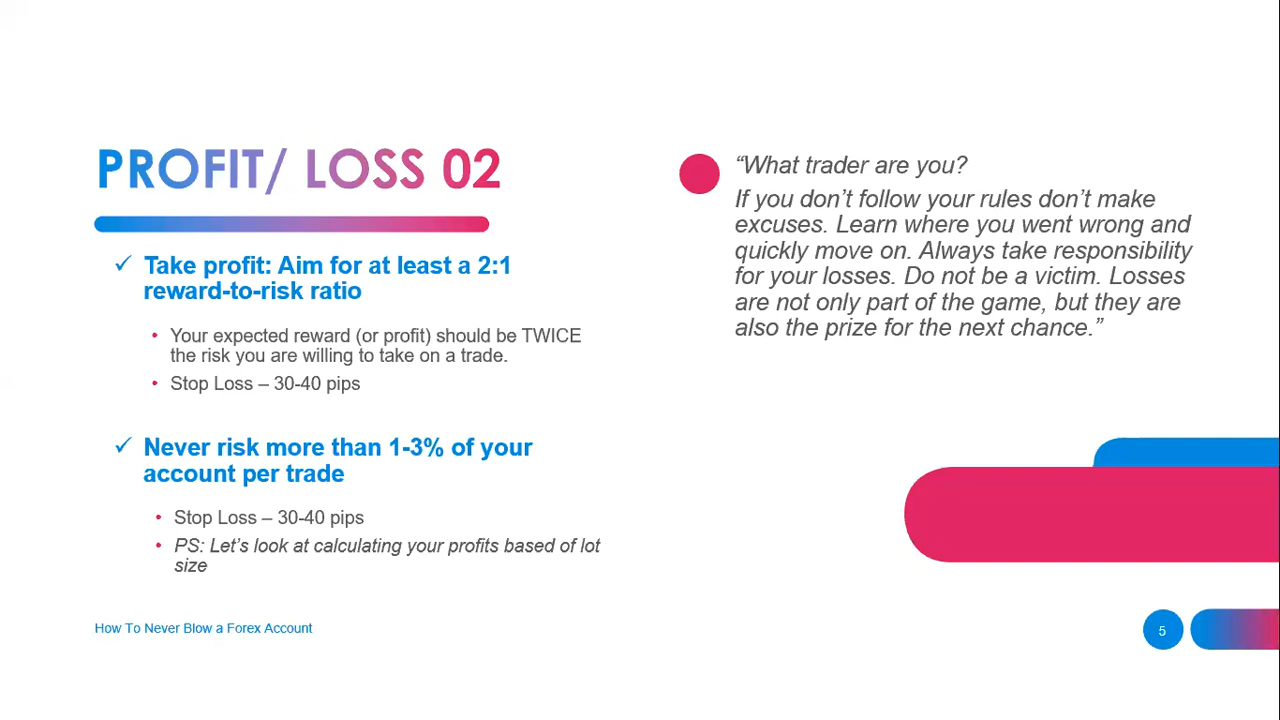 PROFIT/ LOSS 02
✓ Take profit: Aim for at least a 2:1
reward-to-risk ratio
• Your expected reward (or profit) should be TWICE
the risk you are willing to take on a trade.
• Stop Loss – 30-40 pips
✓ Never risk more than 1-3% of your
account per trade
• Stop Loss – 30-40 pips
• PS: Let’s look at calculating your profits based of lot
size
“What trader are you?
If you don’t follow your rules don’t make
excuses. Learn where you went wrong and
quickly move on. Always take responsibility
for your losses. Do not be a victim. Losses
are not only part of the game, but they are
also the prize for the next chance.”
How To Never Blow a Forex Account
5